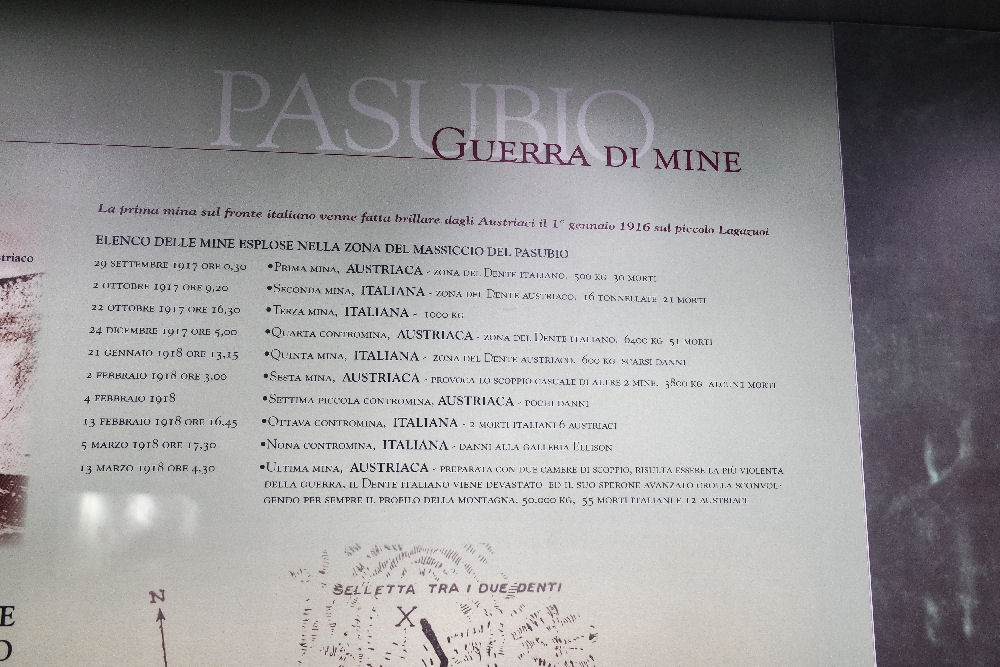 PASUBIO
GUERRA DI MINE
La prima mina sul fronte italiano venne fatta brillare dagli Austriaci il 1° gennaio 1916 sul piccolo Lagazuoi
ELENCO DELLE MINE ESPLOSE NELLA ZONA DEL MASSICCIO DEL PASUBIO
striaco
29 SETTEMBRE 1917 ORE 0,30 •PRIMA MINA, AUSTRIACA - ZONA DEL DENTE ITALIANO. 500 KG 30 MORTI
2 OTTOBRE 1917 ORE 9,20 •SECONDA MINA, ITALIANA - ZONA DEL DENTE AUSTRIACO. 16 TONNELLATE 21 MORTI
22 OTTOBRE 1917 ORE 16,30 •TERZA MINA, ITALIANA - 1000 KG
24 DICEMBRE 1917 ORE 5,00 •QUARTA CONTROMINA, AUSTRIACA - ZONA DEL DENTE ITALIANO. 6400 KG 51 MORTI
21 GENNAIO 1918 ORE 13,15 •QUINTA MINA, ITALIANA - ZONA DEL DENTE AUSTRIACO. 600 KG SCARSI DANNI
2 FEBBRAIO 1918 ORE 3,00 •SESTA MINA, AUSTRIACA - PROVOCA LO SCOPPIO CASUALE DI ALTRE 2 MINE. 3800 KG ALCUNI MORTI
4 FEBBRAIO 1918 •SETTIMA PICCOLA CONTROMINA, AUSTRIACA - POCHI DANNI
13 FEBBRAIO 1918 ORE 16,45 •OTTAVA CONTROMINA, ITALIANA - 2 MORTI ITALIANI 6 AUSTRIACI
5 MARZO 1918 ORE 17,30 •NONA CONTROMINA, ITALIANA - DANNI ALLA GALLERIA ELLISON
13 MARZO 1918 ORE 4,30 •ULTIMA MINA, AUSTRIACA - PREPARATA CON DUE CAMERE DI SCOPPIO, RISULTA ESSERE LA PIÙ VIOLENTA
DELLA GUERRA. IL DENTE ITALIANO VIENE DEVASTATO ED IL SUO SPERONE AVANZATO CROLLA SCONVOL-
GENDO PER SEMPRE IL PROFILO DELLA MONTAGNA. 50.000 KG, 55 MORTI ITALIANI E 12 AUSTRIACI
SELLETTA TRA I DUE DENTI
N
X
E
O